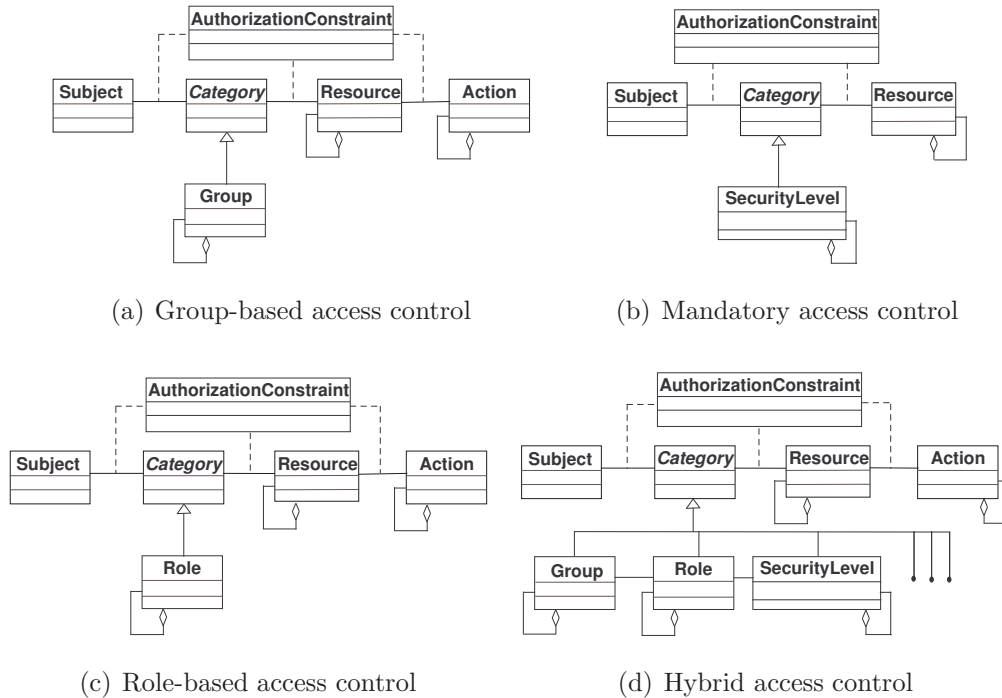 AuthorizationConstraint
Subject
Category
Resource
Action
Group
(a) Group-based access control
AuthorizationConstraint
Subject
Category
Resource
SecurityLevel
(b) Mandatory access control
AuthorizationConstraint
Subject
Category
Resource
Action
Role
(c) Role-based access control
AuthorizationConstraint
Subject
Category
Resource
Action
Group
Role
SecurityLevel
(d) Hybrid access control